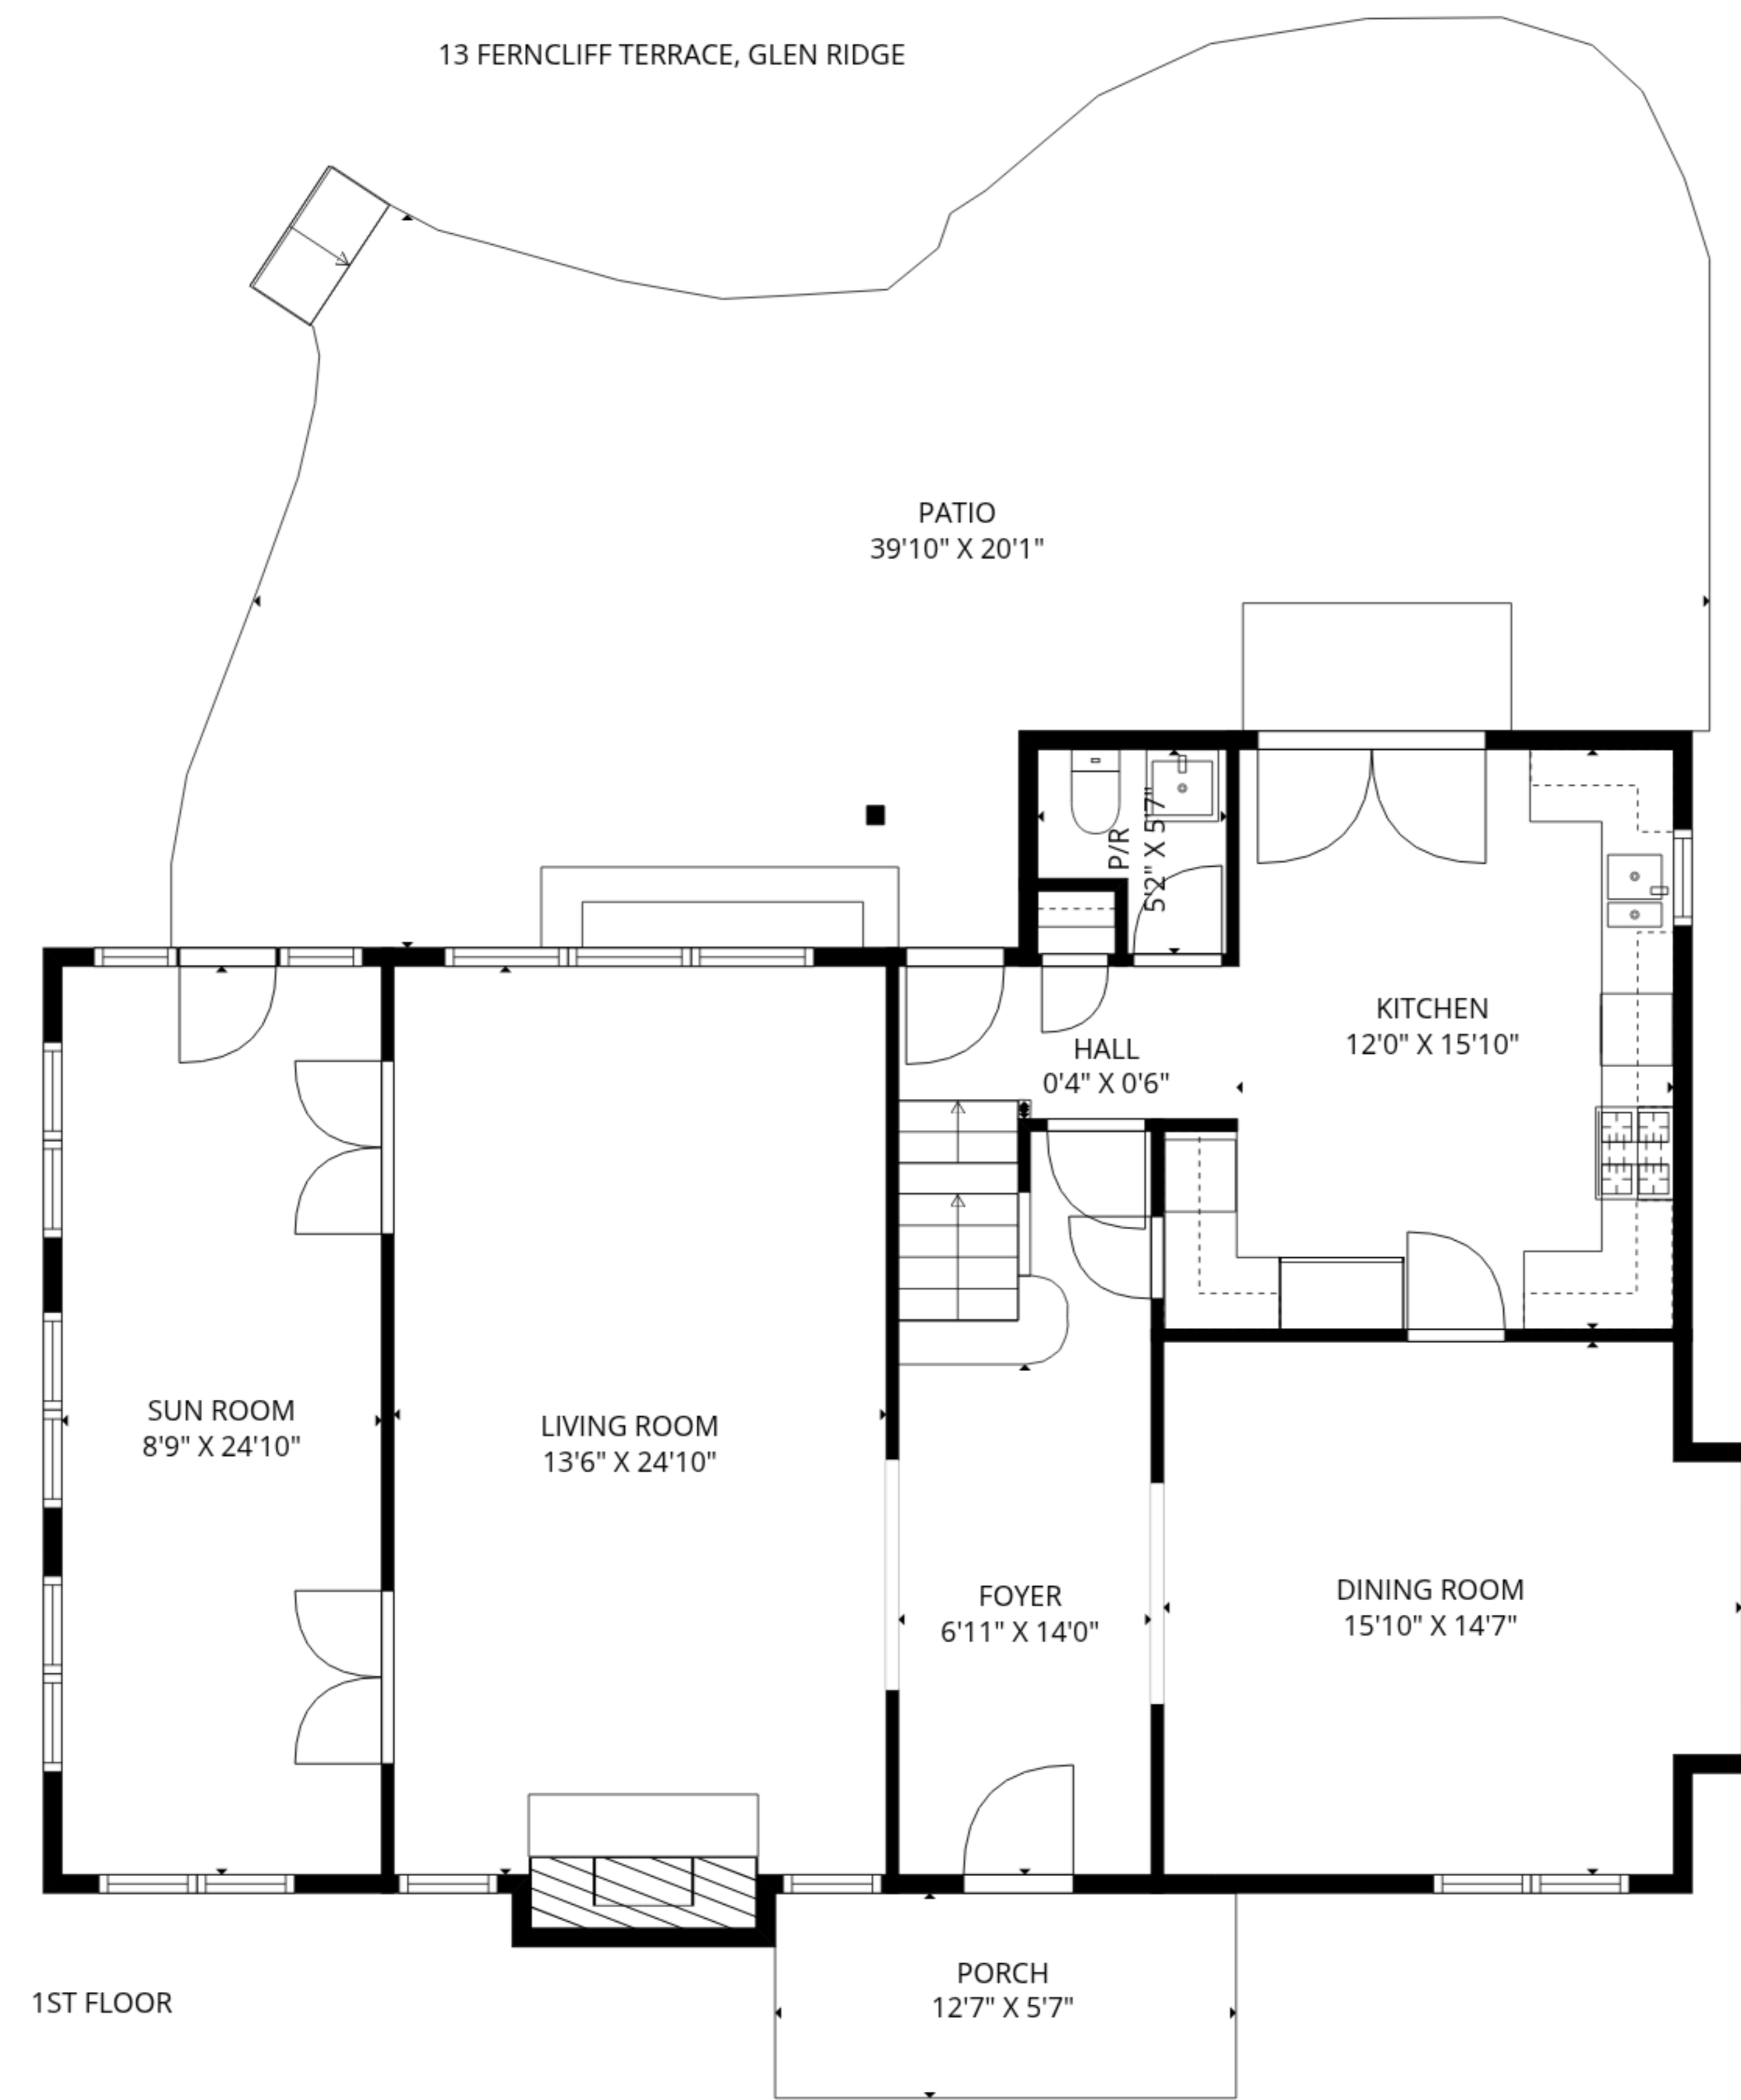 13 FERNCLIFF TERRACE, GLEN RIDGE
PATIO
39'10" X 20'1"
P/R
5'2" X 5'7"
KITCHEN
12'0" X 15'10"
HALL
0'4" X 0'6"
SUN ROOM
8'9" X 24'10"
LIVING ROOM
13'6" X 24'10"
FOYER
6'11" X 14'0"
DINING ROOM
15'10" X 14'7"
PORCH
12'7" X 5'7"
1ST FLOOR